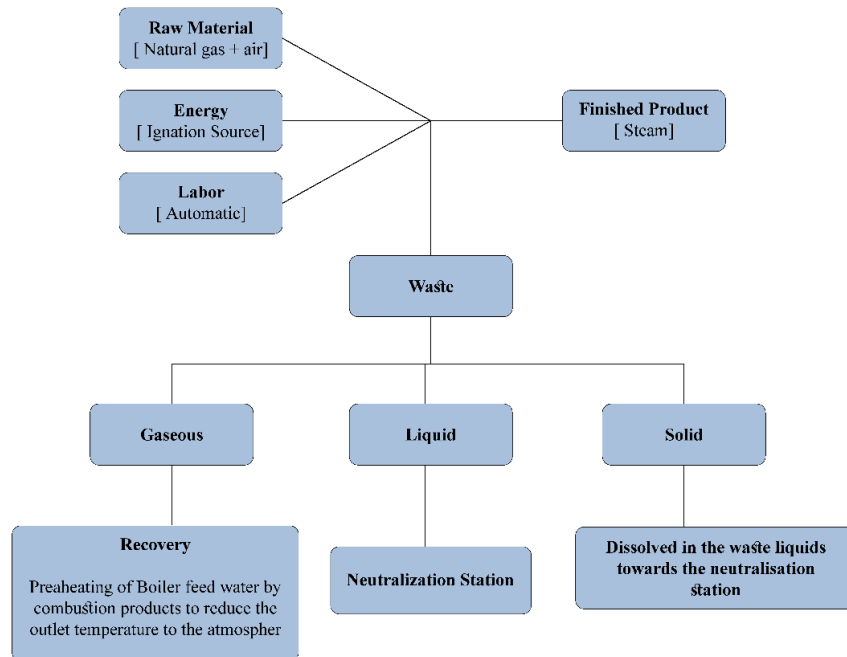 Raw Material
[ Natural gas + air]
Energy
[ Ignation Source]
Finished Product
[ Steam]
Labor
[ Automatic]
Waste
Gaseous
Liquid
Solid
Recovery
Preaheating of Boiler feed water by
combustion products to reduce the
outlet temperature to the atmospher
Neutralization Station
Dissolved in the waste liquids
towards the neutralisation
station